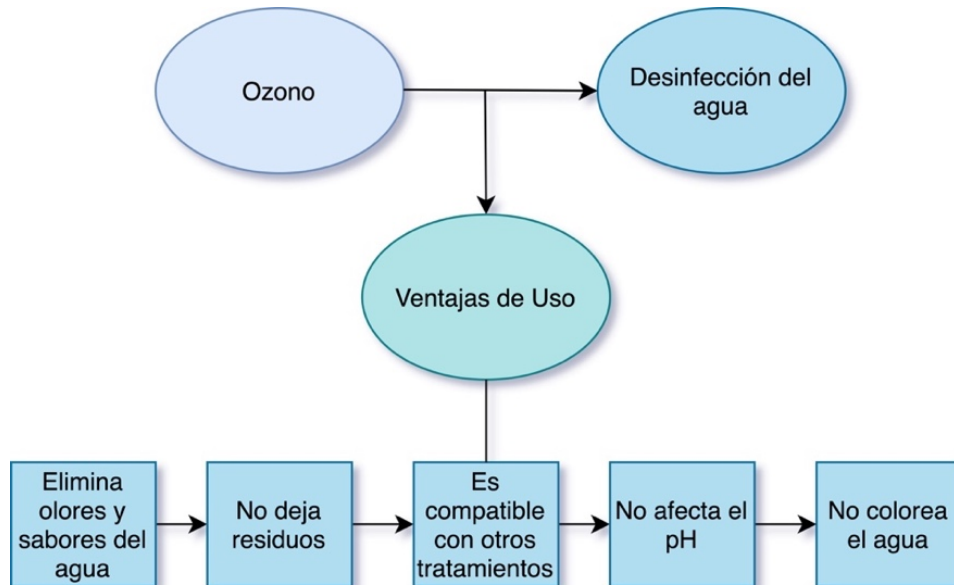 Ozono
Desinfección del
agua
Ventajas de Uso
Elimina
olores y
sabores del
agua
No deja
residuos
Es
compatible
con otros
tratamientos
No afecta el
pH
No colorea
el agua